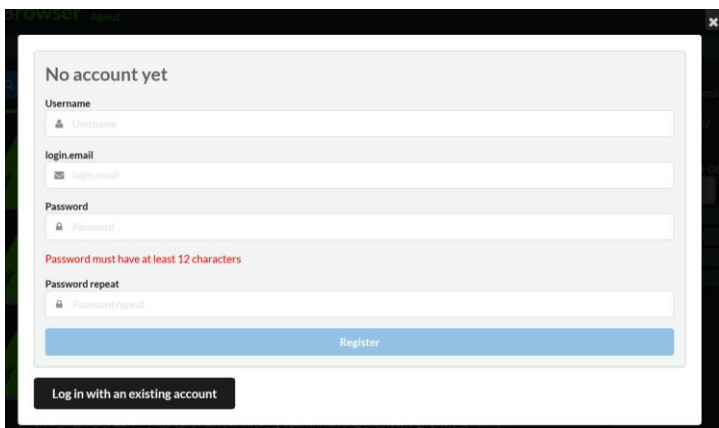 Browser About
No account yet
Username
Username
login.email
login.email
Password
Password
Password must have at least 12 characters
Password repeat
Password repeat
Register
Log in with an existing account